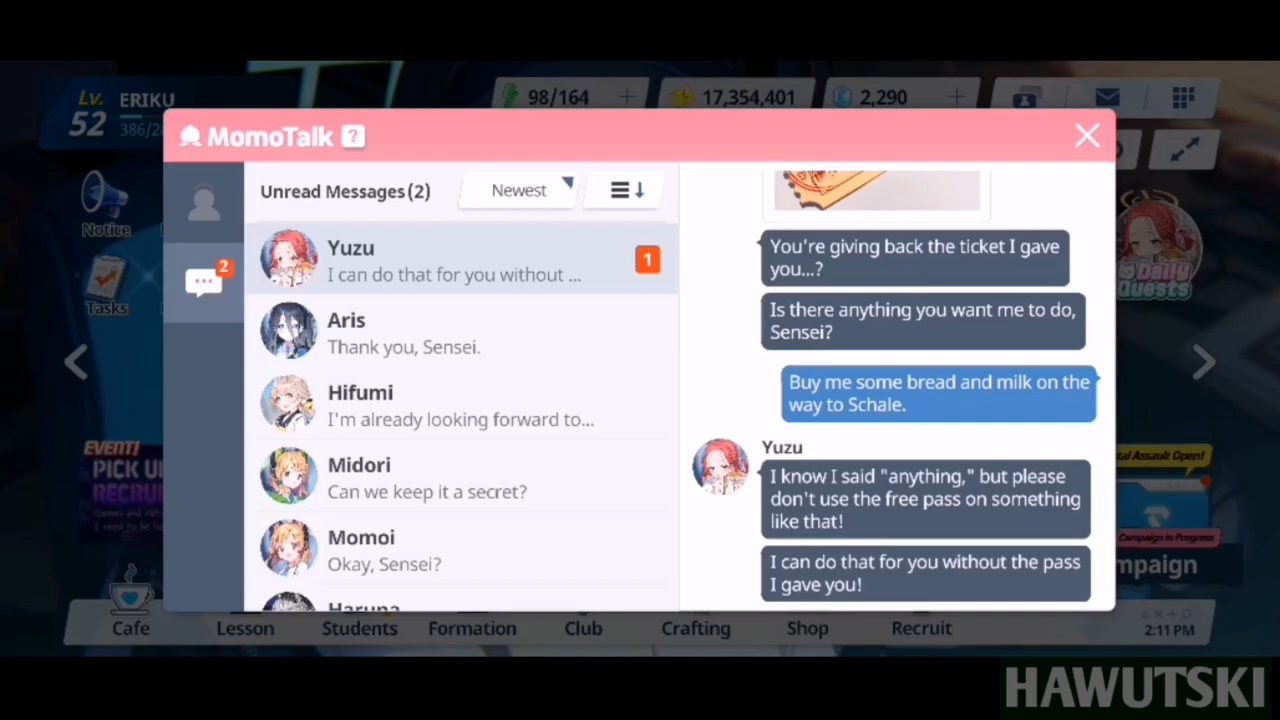 Lv. ERIKU
52
98/164
17,354,401
2,290
MomoTalk ?
Notice
Tasks
EVENT!
Daily
Quests
Campaign in Progress
2
Unread Messages (2)
Newest
Yuzu
I can do that for you without ...
1
Aris
Thank you, Sensei.
Hifumi
I'm already looking forward to...
Midori
Can we keep it a secret?
Momoi
Okay, Sensei?
Haruna
You're giving back the ticket I gave
you...?
Is there anything you want me to do,
Sensei?
Buy me some bread and milk on the
way to Schale.
Yuzu
I know I said "anything," but please
don't use the free pass on something
like that!
I can do that for you without the pass
I gave you!
Cafe
Lesson
Students
Formation
Club
Crafting
Shop
Recruit
2:11 PM
HAWUTSKI